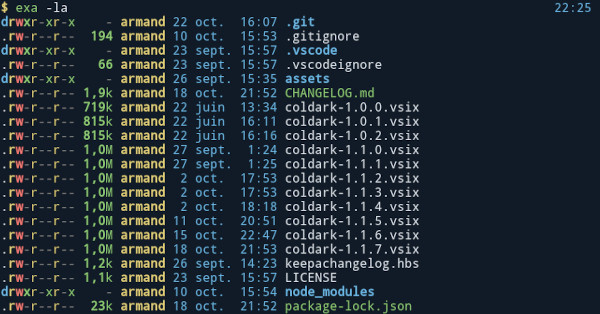 $ exa -la 22:25
drwxr-xr-x - armand 22 oct. 16:07 .git
.rw-r--r-- 194 armand 10 oct. 15:53 .gitignore
drwxr-xr-x - armand 23 sept. 15:57 .vscode
.rw-r--r-- 66 armand 23 sept. 15:57 .vscodeignore
drwxr-xr-x - armand 26 sept. 15:35 assets
.rw-r--r-- 1,9k armand 18 oct. 21:52 CHANGELOG.md
.rw-r--r-- 719k armand 22 juin 13:34 coldark-1.0.0.vsix
.rw-r--r-- 815k armand 22 juin 16:11 coldark-1.0.1.vsix
.rw-r--r-- 815k armand 22 juin 16:16 coldark-1.0.2.vsix
.rw-r--r-- 1,0M armand 27 sept. 1:24 coldark-1.1.0.vsix
.rw-r--r-- 1,0M armand 27 sept. 1:25 coldark-1.1.1.vsix
.rw-r--r-- 1,0M armand 2 oct. 17:53 coldark-1.1.2.vsix
.rw-r--r-- 1,0M armand 2 oct. 17:53 coldark-1.1.3.vsix
.rw-r--r-- 1,0M armand 2 oct. 18:18 coldark-1.1.4.vsix
.rw-r--r-- 1,0M armand 11 oct. 20:51 coldark-1.1.5.vsix
.rw-r--r-- 1,0M armand 15 oct. 22:47 coldark-1.1.6.vsix
.rw-r--r-- 1,0M armand 18 oct. 21:53 coldark-1.1.7.vsix
.rw-r--r-- 1,2k armand 26 sept. 14:23 keepachangelog.hbs
.rw-r--r-- 1,1k armand 23 sept. 15:57 LICENSE
drwxr-xr-x - armand 10 oct. 15:54 node_modules
.rw-r--r-- 23k armand 18 oct. 21:52 package-lock.json